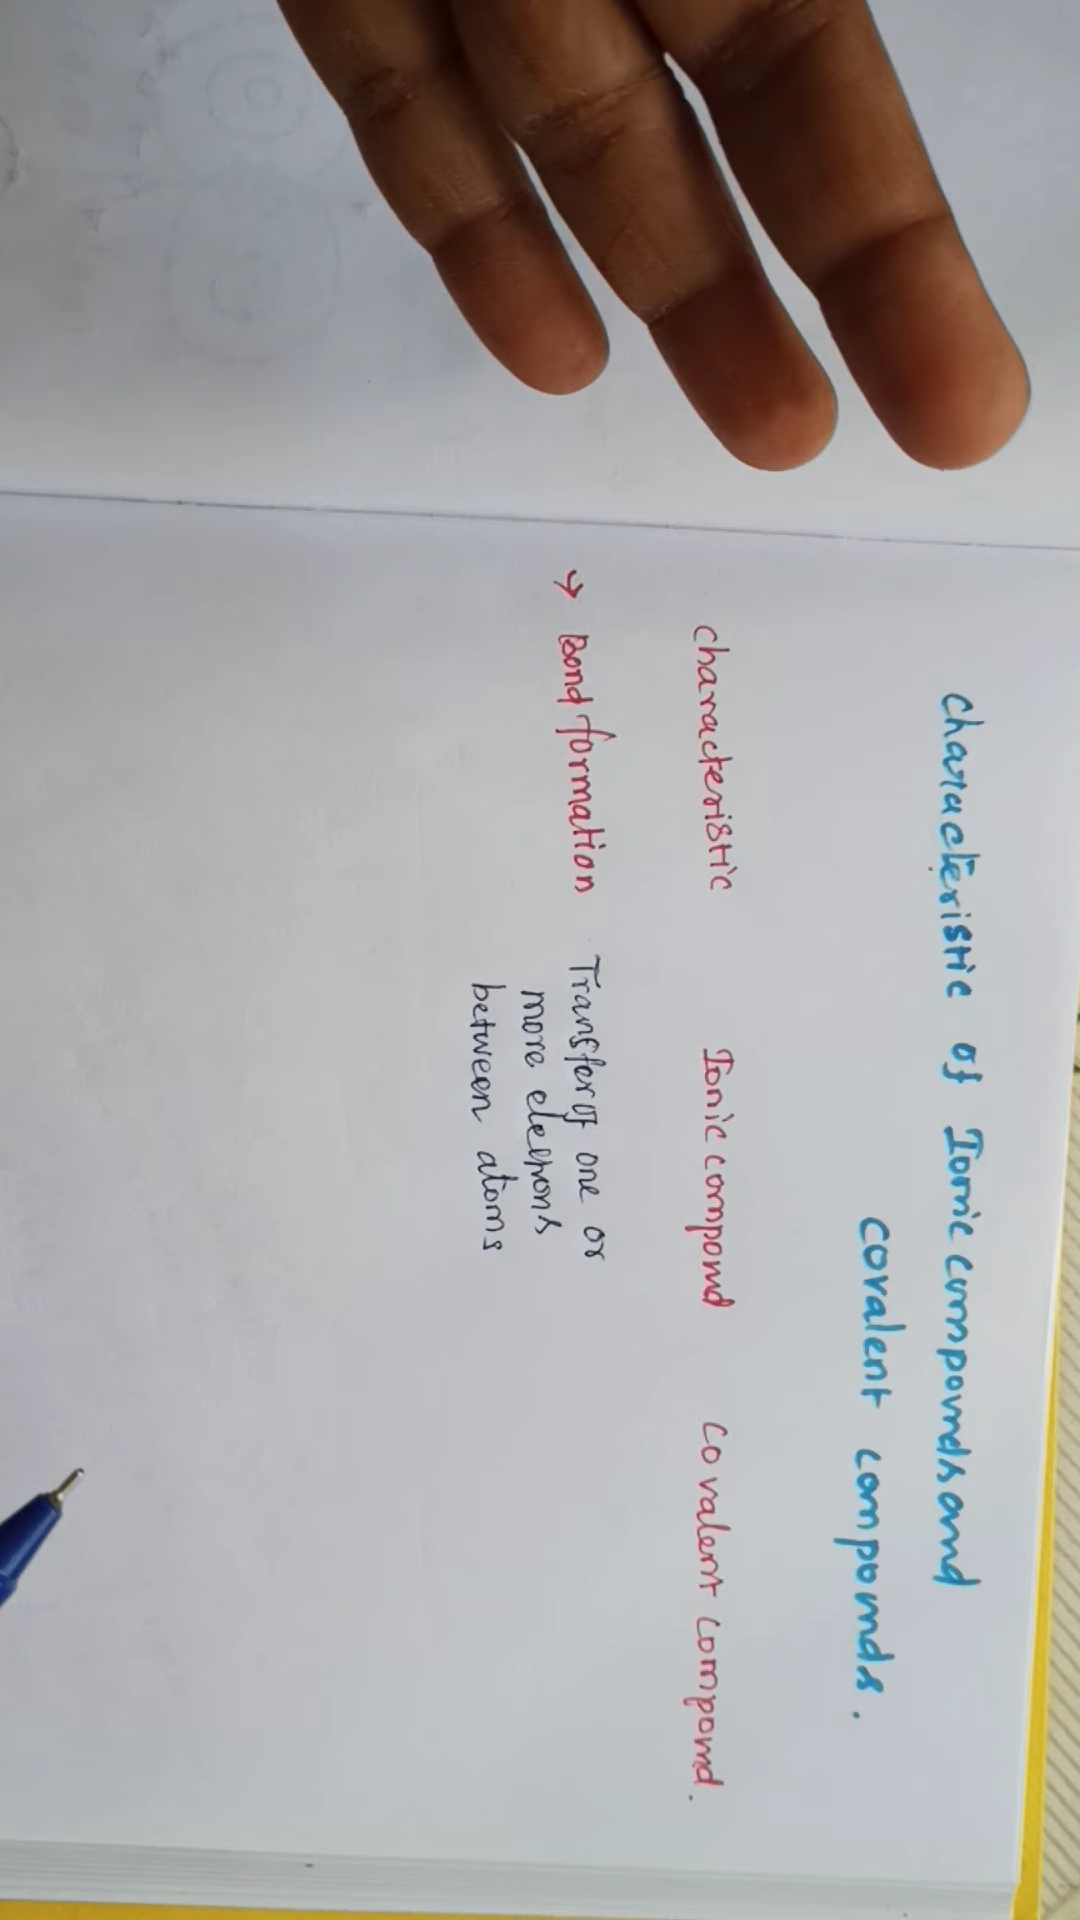 Characteristic of Ionic compounds and
covalent compounds.
Characteristic Ionic compound Covalent compound.
→ Bond formation Transfer of one or
more electrons
between atoms